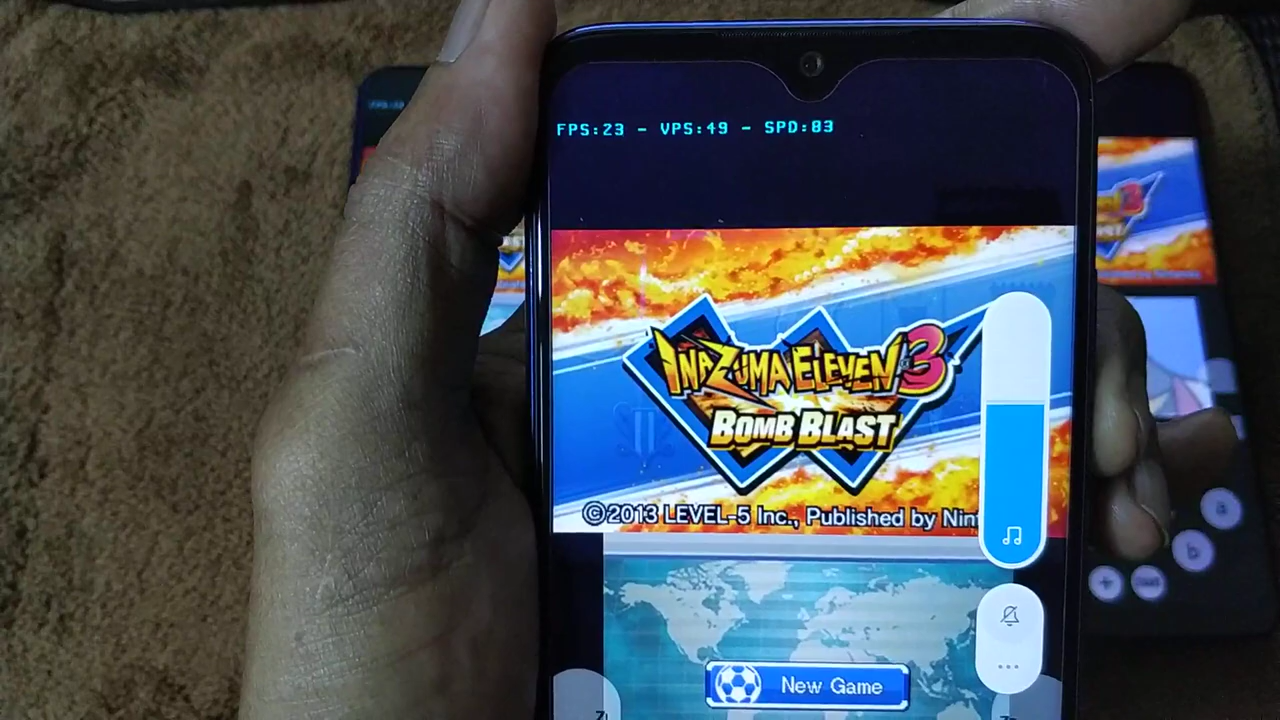 FPS:23 - VPS:49 - SPD:83
INAZUMA ELEVEN 3
BOMB BLAST
©2013 LEVEL-5 Inc., Published by
New Game
a
b
+